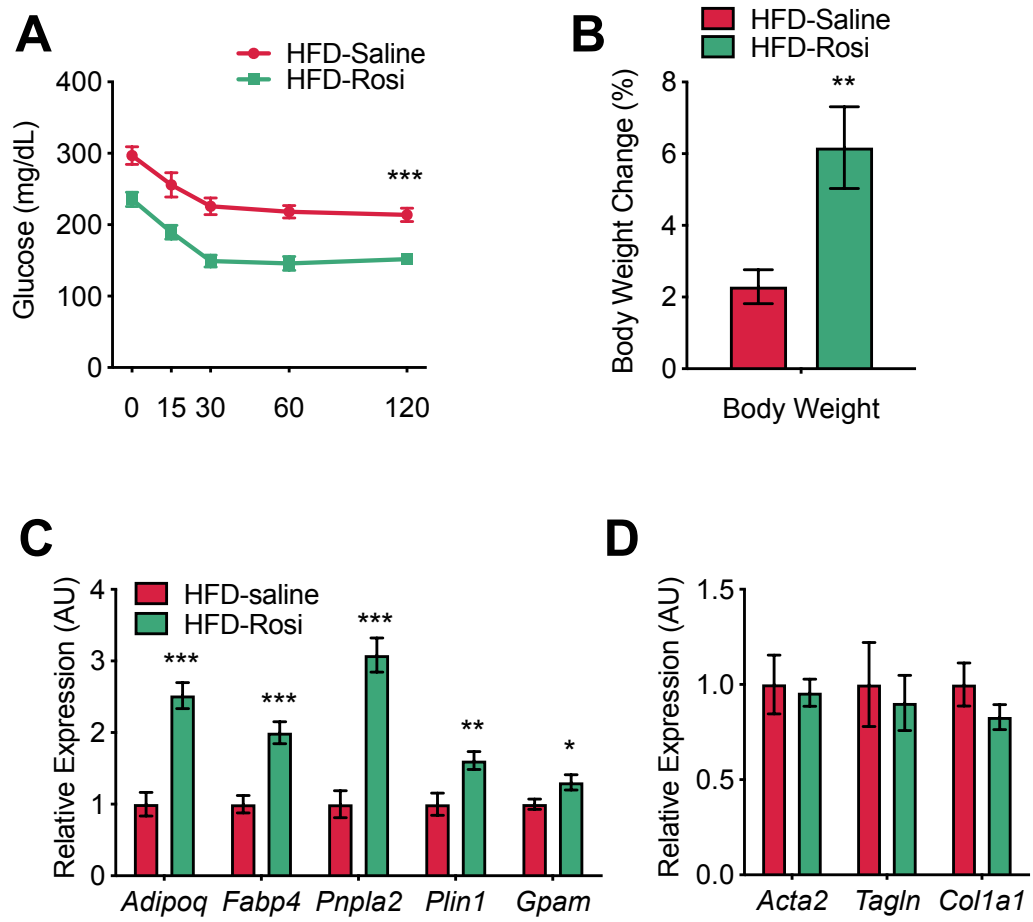 A
HFD-Saline
HFD-Rosi
400
300
200
100
0
Glucose (mg/dL)
***
0 15 30 60 120
B
HFD-Saline
HFD-Rosi
8
6
4
2
0
Body Weight Change (%)
**
Body Weight
C
HFD-saline
HFD-Rosi
4
3
2
1
0
Relative Expression (AU)
*** *** *** ** *
Adipoq Fabp4 Pnpla2 Plin1 Gpam
D
1.5
1.0
0.5
0.0
Relative Expression (AU)
Acta2 Tagln Col1a1